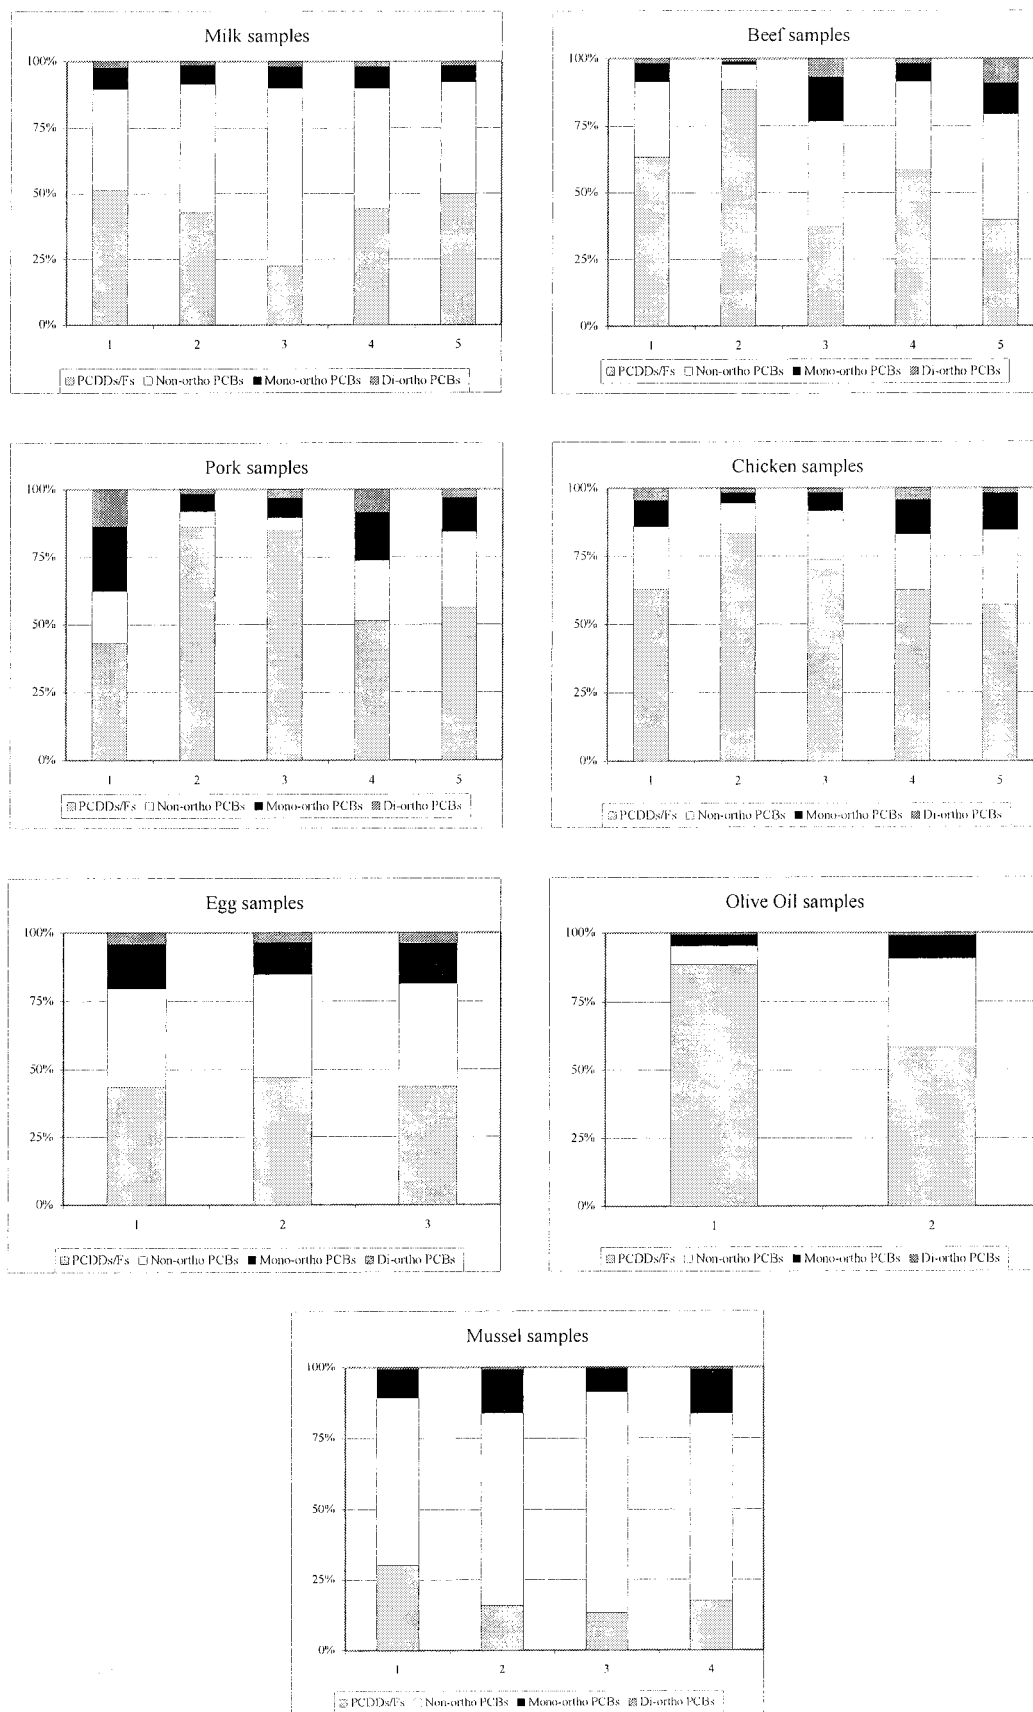 Milk samples
100%
75%
50%
25%
0%
1 2 3 4 5
PCDDs/Fs Non-ortho PCBs Mono-ortho PCBs Di-ortho PCBs
Beef samples
100%
75%
50%
25%
0%
1 2 3 4 5
PCDDs/Fs Non-ortho PCBs Mono-ortho PCBs Di-ortho PCBs
Pork samples
100%
75%
50%
25%
0%
1 2 3 4 5
PCDDs/Fs Non-ortho PCBs Mono-ortho PCBs Di-ortho PCBs
Chicken samples
100%
75%
50%
25%
0%
1 2 3 4 5
PCDDs/Fs Non-ortho PCBs Mono-ortho PCBs Di-ortho PCBs
Egg samples
100%
75%
50%
25%
0%
1 2 3
PCDDs/Fs Non-ortho PCBs Mono-ortho PCBs Di-ortho PCBs
Olive Oil samples
100%
75%
50%
25%
0%
1 2
PCDDs/Fs Non-ortho PCBs Mono-ortho PCBs Di-ortho PCBs
Mussel samples
100%
75%
50%
25%
0%
1 2 3 4
PCDDs/Fs Non-ortho PCBs Mono-ortho PCBs Di-ortho PCBs